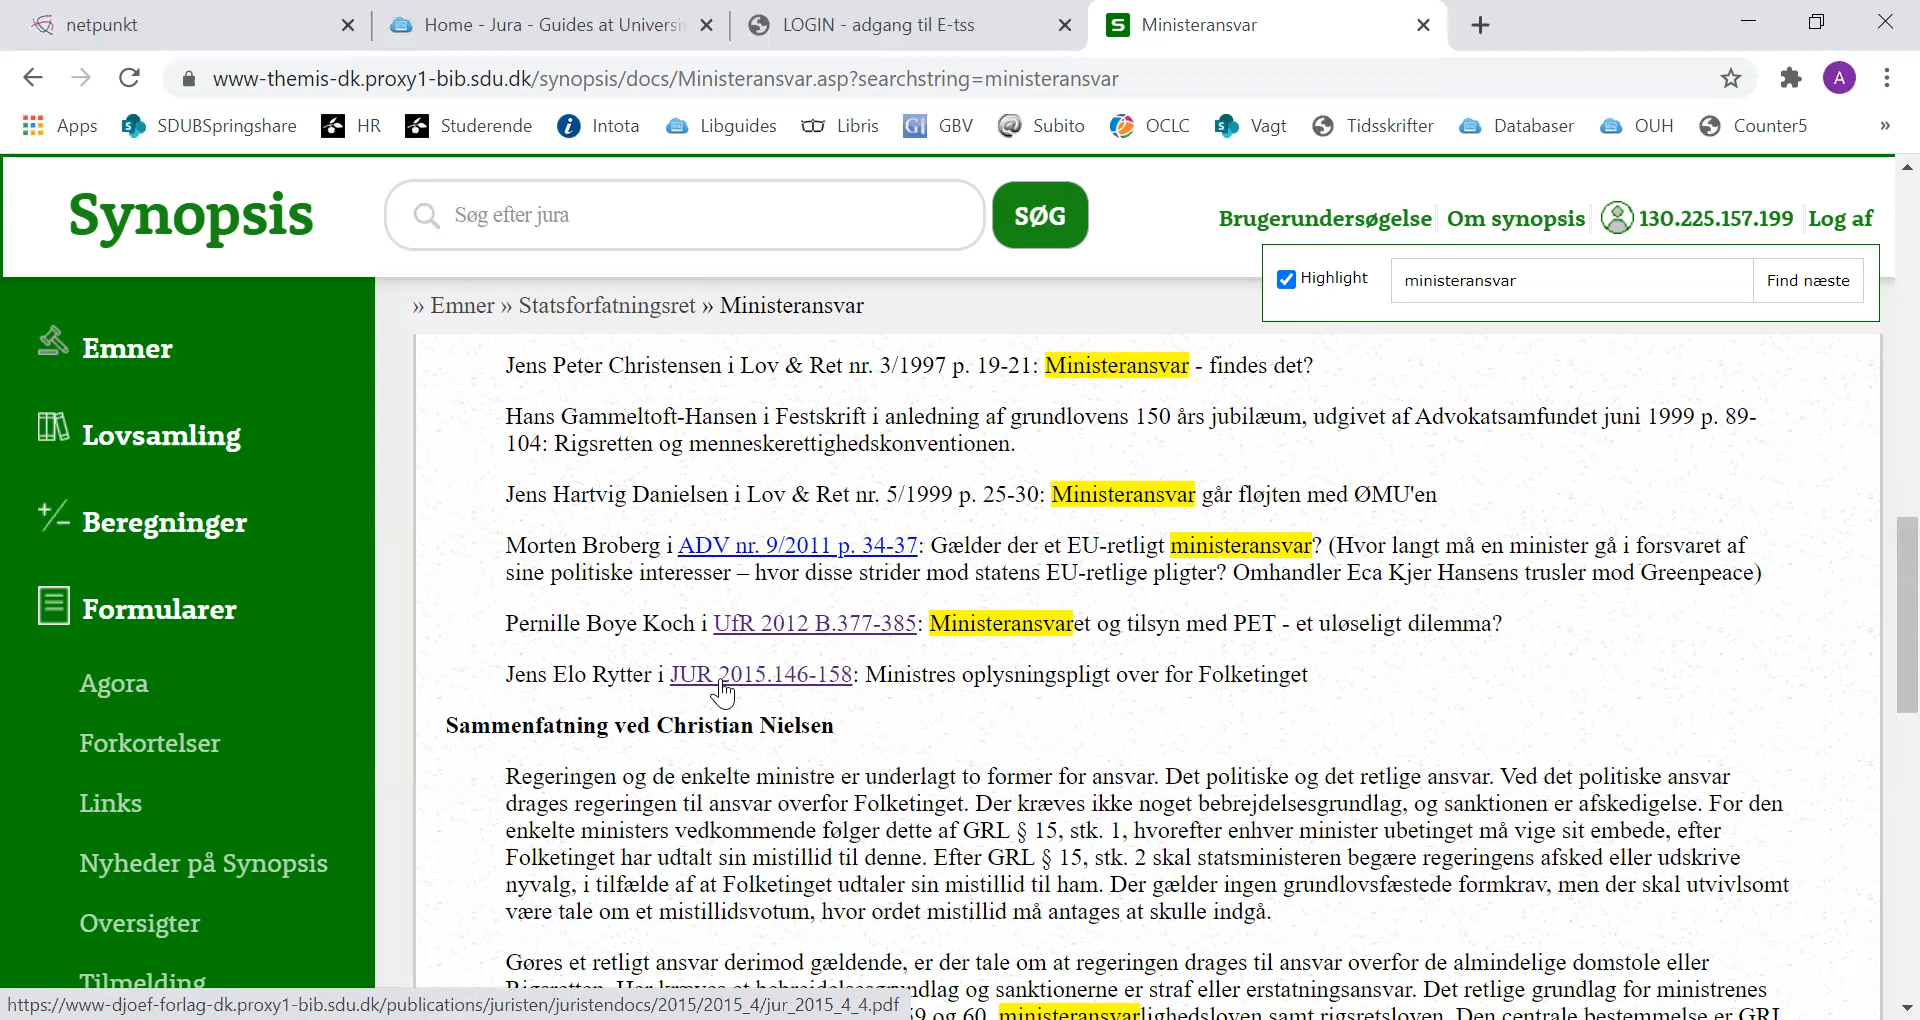 netpunkt
Home - Jura - Guides at Universi
LOGIN - adgang til E-tss
Ministeransvar
www-themis-dk.proxy1-bib.sdu.dk/synopsis/docs/Ministeransvar.asp?searchstring=ministeransvar
A
Apps
SDUBSpringshare
HR
Studerende
Intota
Libguides
Libris
GBV
Subito
OCLC
Vagt
Tidsskrifter
Databaser
OUH
Counter5
»
Synopsis
Søg efter jura
SØG
Brugerundersøgelse
Om synopsis
130.225.157.199
Log af
Highlight
ministeransvar
Find næste
» Emner » Statsforfatningsret » Ministeransvar
Emner
Lovsamling
Beregninger
Formularer
Agora
Forkortelser
Links
Nyheder på Synopsis
Oversigter
Tilmelding
Jens Peter Christensen i Lov & Ret nr. 3/1997 p. 19-21: Ministeransvar - findes det?
Hans Gammeltoft-Hansen i Festskrift i anledning af grundlovens 150 års jubilæum, udgivet af Advokatsamfundet juni 1999 p. 89-
104: Rigsretten og menneskerettighedskonventionen.
Jens Hartvig Danielsen i Lov & Ret nr. 5/1999 p. 25-30: Ministeransvar går fløjten med ØMU'en
Morten Broberg i ADV nr. 9/2011 p. 34-37: Gælder der et EU-retligt ministeransvar? (Hvor langt må en minister gå i forsvaret af
sine politiske interesser – hvor disse strider mod statens EU-retlige pligter? Omhandler Eca Kjer Hansens trusler mod Greenpeace)
Pernille Boye Koch i UfR 2012 B.377-385: Ministeransvaret og tilsyn med PET - et uløseligt dilemma?
Jens Elo Rytter i JUR 2015.146-158: Ministres oplysningspligt over for Folketinget
Sammenfatning ved Christian Nielsen
Regeringen og de enkelte ministre er underlagt to former for ansvar. Det politiske og det retlige ansvar. Ved det politiske ansvar
drages regeringen til ansvar overfor Folketinget. Der kræves ikke noget bebrejdelsesgrundlag, og sanktionen er afskedigelse. For den
enkelte ministers vedkommende følger dette af GRL § 15, stk. 1, hvorefter enhver minister ubetinget må vige sit embede, efter
Folketinget har udtalt sin mistillid til denne. Efter GRL § 15, stk. 2 skal statsministeren begære regeringens afsked eller udskrive
nyvalg, i tilfælde af at Folketinget udtaler sin mistillid til ham. Der gælder ingen grundlovsfæstede formkrav, men der skal utvivlsomt
være tale om et mistillidsvotum, hvor ordet mistillid må antages at skulle indgå.
Gøres et retligt ansvar derimod gældende, er der tale om at regeringen drages til ansvar overfor de almindelige domstole eller
Rigsretten. Her kræves et bebrejdelsesgrundlag og sanktionerne er straf eller erstatningsansvar. Det retlige grundlag for ministrenes
59 og 60, ministeransvarlighedsloven samt rigsretsloven. Den centrale bestemmelse er GRL
https://www-djoef-forlag-dk.proxy1-bib.sdu.dk/publications/juristen/juristendocs/2015/2015_4/jur_2015_4_4.pdf